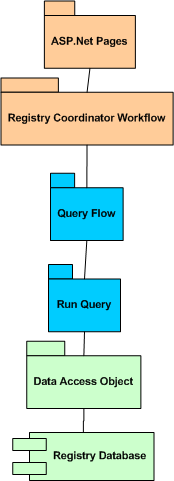 ASP.Net Pages
Registry Coordinator Workflow
Query Flow
Run Query
Data Access Object
Registry Database